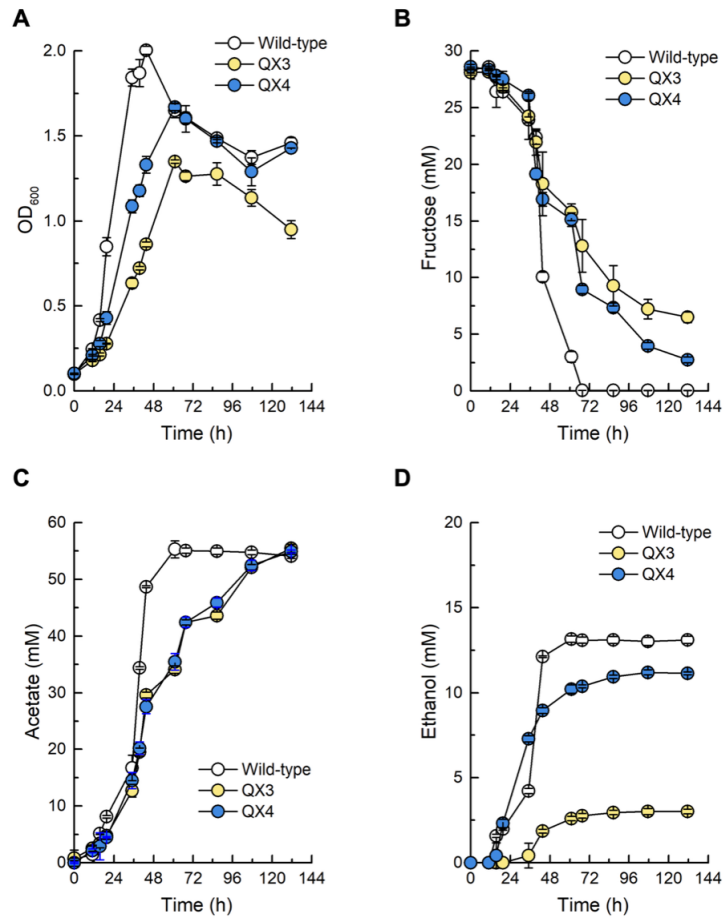 A
2.0
1.5
1.0
0.5
0.0
OD600
Wild-type
QX3
QX4
0 24 48 72 96 120 144
Time (h)
B
30
25
20
15
10
5
0
Fructose (mM)
Wild-type
QX3
QX4
0 24 48 72 96 120 144
Time (h)
C
60
50
40
30
20
10
0
Acetate (mM)
Wild-type
QX3
QX4
0 24 48 72 96 120 144
Time (h)
D
20
15
10
5
0
Ethanol (mM)
Wild-type
QX3
QX4
0 24 48 72 96 120 144
Time (h)